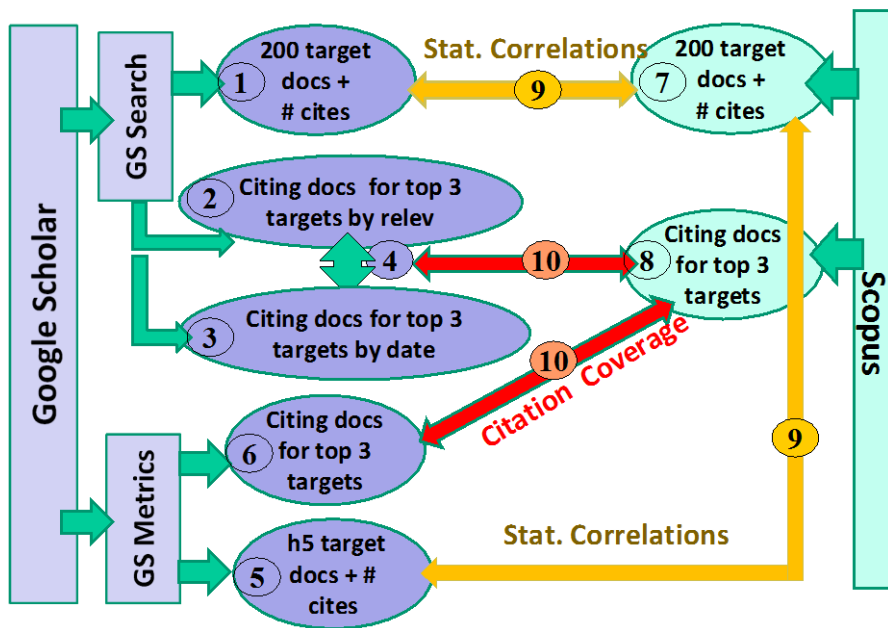 Google Scholar
GS Search
GS Metrics
1
200 target
docs +
# cites
Stat. Correlations
9
7
200 target
docs +
# cites
2
Citing docs for top 3
targets by relev
4
10
8
Citing docs
for top 3
targets
3
Citing docs for top 3
targets by date
10
Citation Coverage
6
Citing docs
for top 3
targets
9
Stat. Correlations
5
h5 target
docs + #
cites
Scopus